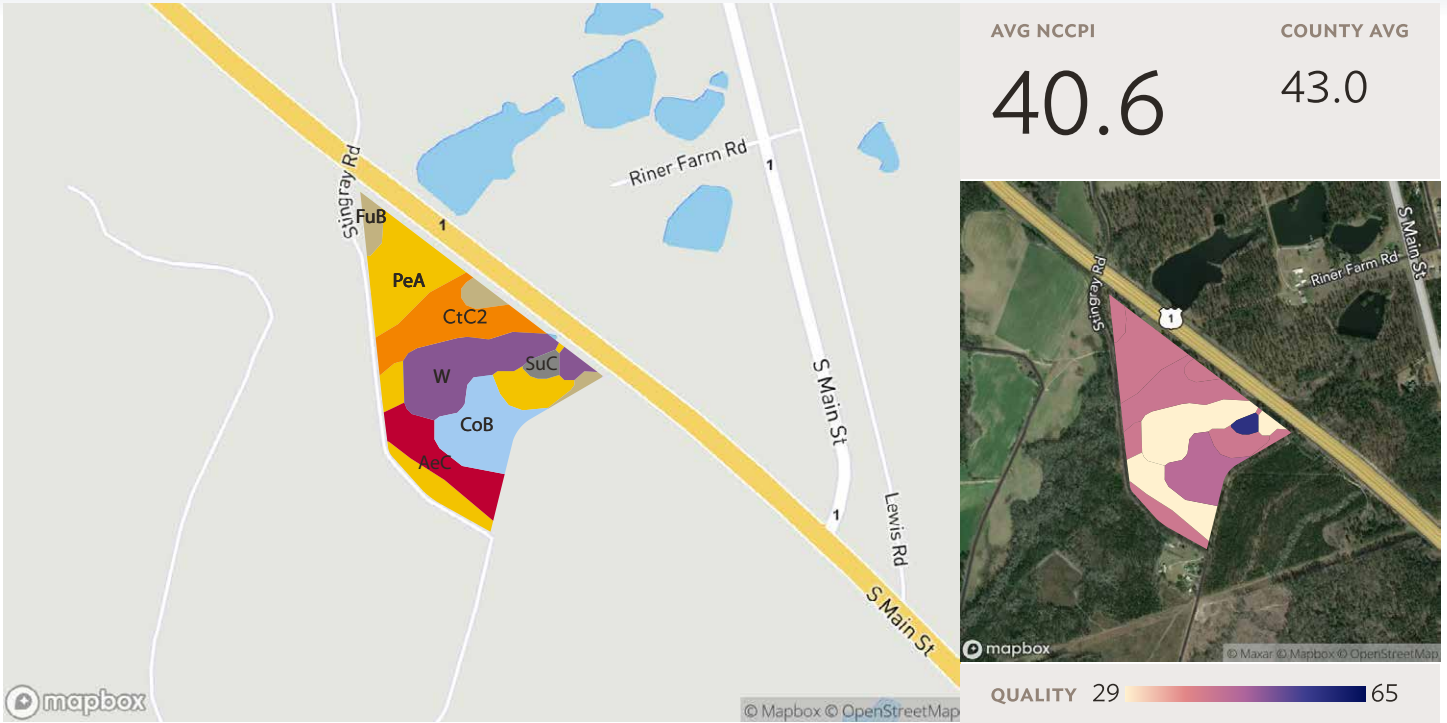 Stingray Rd
FuB
1
PeA
CtC2
W
SuC
CoB
AeC
Riner Farm Rd
1
S Main St
1
Lewis Rd
S Main St
mapbox
© Mapbox © OpenStreetMap
AVG NCCPI
COUNTY AVG
40.6
43.0
S Main St
Riner Farm Rd
Stingray Rd
1
mapbox
© Maxar © Mapbox © OpenStreetMap
QUALITY 29 65